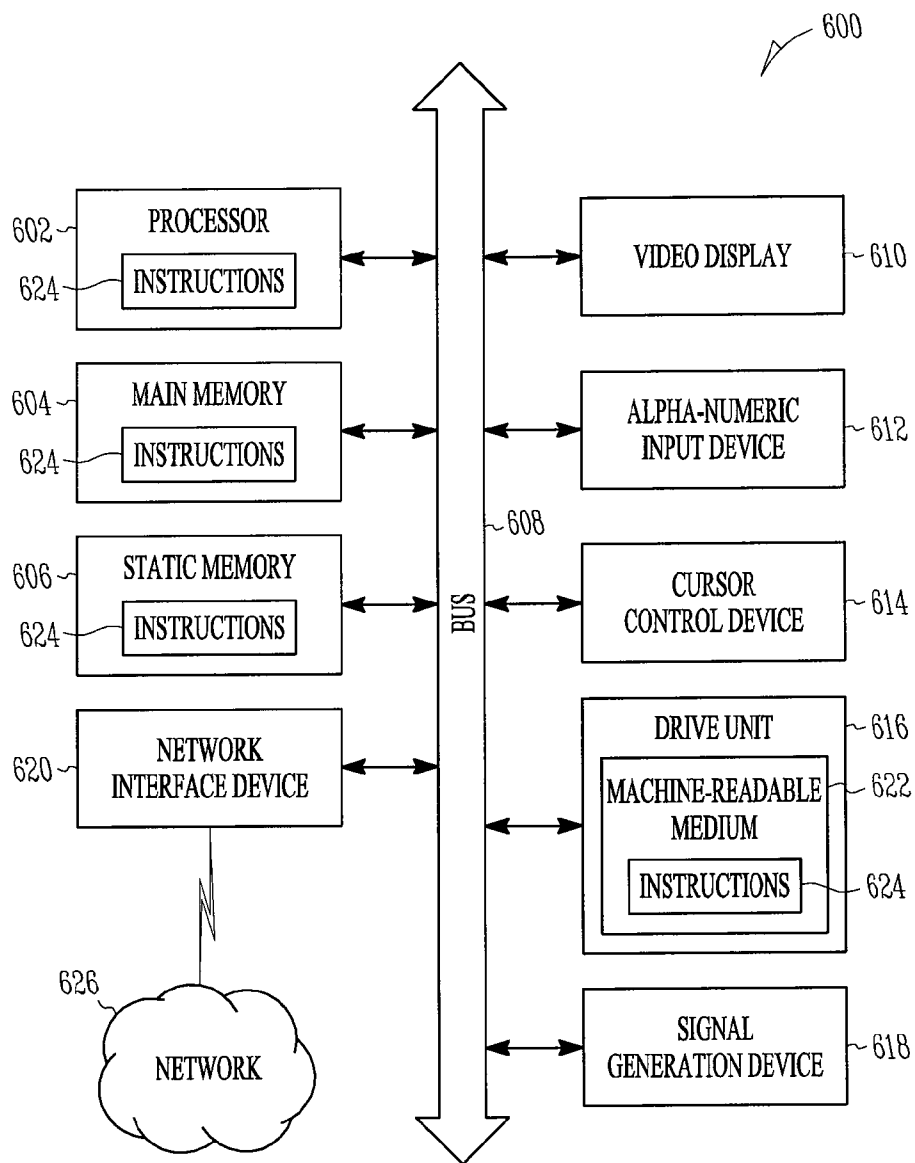 600
602
PROCESSOR
624
INSTRUCTIONS
604
MAIN MEMORY
624
INSTRUCTIONS
606
STATIC MEMORY
624
INSTRUCTIONS
620
NETWORK
INTERFACE DEVICE
626
NETWORK
BUS
608
VIDEO DISPLAY
610
ALPHA-NUMERIC
INPUT DEVICE
612
CURSOR
CONTROL DEVICE
614
DRIVE UNIT
616
MACHINE-READABLE
MEDIUM
622
INSTRUCTIONS
624
SIGNAL
GENERATION DEVICE
618